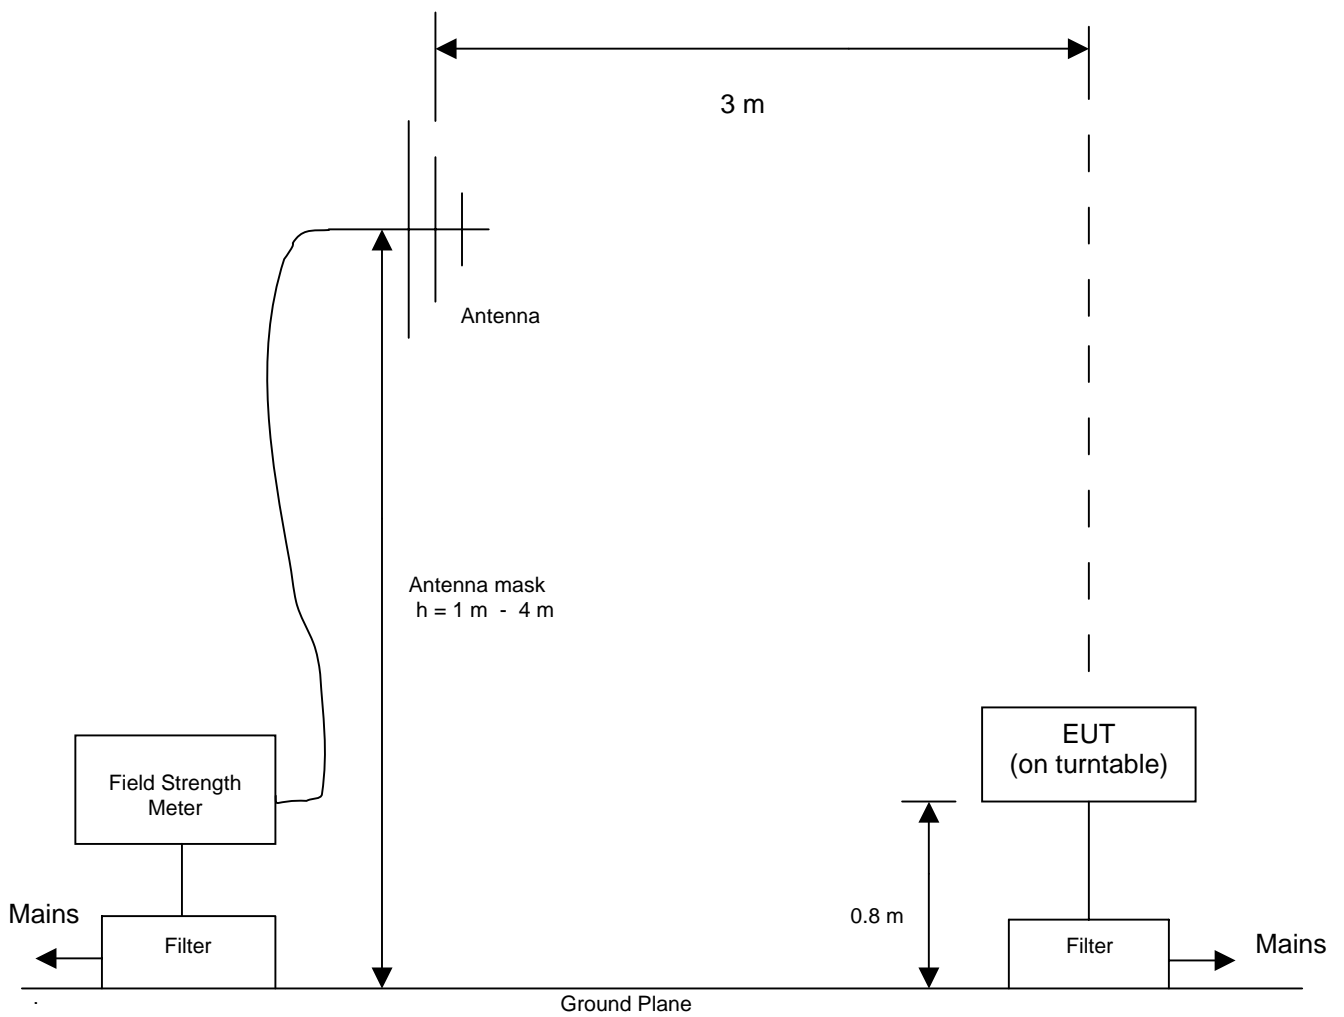 3 m
Antenna
Antenna mask
h = 1 m - 4 m
EUT
(on turntable)
Field Strength
Meter
Mains
Filter
0.8 m
Filter
Mains
Ground Plane